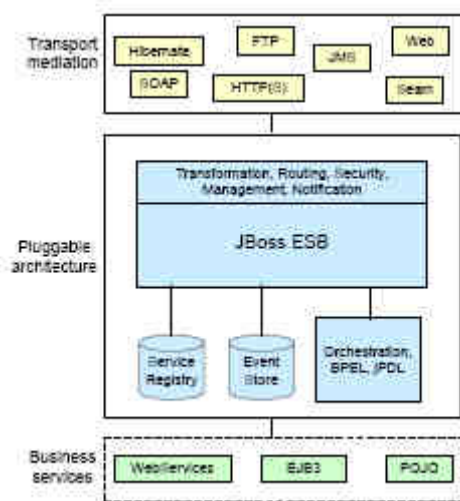 Transport
mediation
Hibernate
FTP
JMS
Web
SOAP
HTTP(S)
Seam
Pluggable
architecture
Transformation, Routing, Security,
Management, Notification
JBoss ESB
Service
Registry
Event
Store
Orchestration,
BPEL, jPDL
Business
services
WebServices
EJB3
POJO